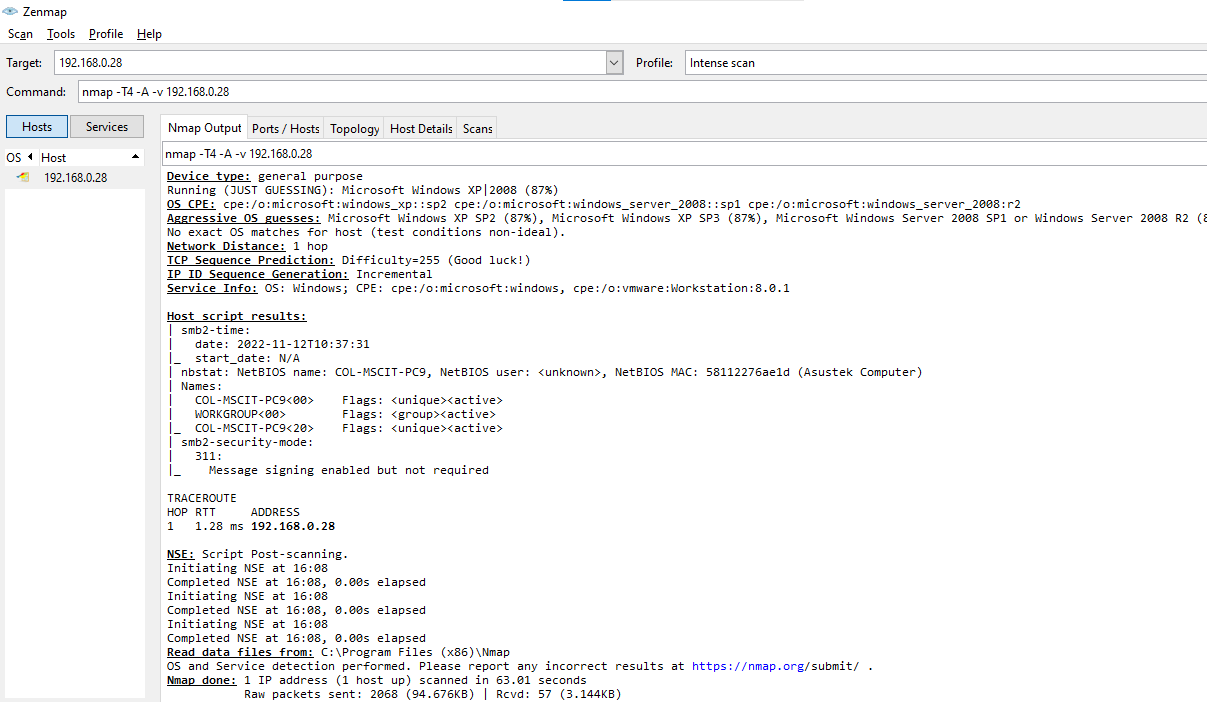 Zenmap
Scan Tools Profile Help
Target: 192.168.0.28 Profile: Intense scan
Command: nmap -T4 -A -v 192.168.0.28
Hosts Services
Nmap Output Ports / Hosts Topology Host Details Scans
OS Host
192.168.0.28
nmap -T4 -A -v 192.168.0.28
Device type: general purpose
Running (JUST GUESSING): Microsoft Windows XP|2008 (87%)
OS CPE: cpe:/o:microsoft:windows_xp::sp2 cpe:/o:microsoft:windows_server_2008::sp1 cpe:/o:microsoft:windows_server_2008:r2
Aggressive OS guesses: Microsoft Windows XP SP2 (87%), Microsoft Windows XP SP3 (87%), Microsoft Windows Server 2008 SP1 or Windows Server 2008 R2 (8
No exact OS matches for host (test conditions non-ideal).
Network Distance: 1 hop
TCP Sequence Prediction: Difficulty=255 (Good luck!)
IP ID Sequence Generation: Incremental
Service Info: OS: Windows; CPE: cpe:/o:microsoft:windows, cpe:/o:vmware:Workstation:8.0.1
Host script results:
| smb2-time:
|   date: 2022-11-12T10:37:31
|_  start_date: N/A
| nbstat: NetBIOS name: COL-MSCIT-PC9, NetBIOS user: <unknown>, NetBIOS MAC: 58112276ae1d (Asustek Computer)
| Names:
|   COL-MSCIT-PC9<00>    Flags: <unique><active>
|   WORKGROUP<00>        Flags: <group><active>
|_  COL-MSCIT-PC9<20>    Flags: <unique><active>
| smb2-security-mode:
|   311:
|_    Message signing enabled but not required
TRACEROUTE
HOP RTT     ADDRESS
1   1.28 ms 192.168.0.28
NSE: Script Post-scanning.
Initiating NSE at 16:08
Completed NSE at 16:08, 0.00s elapsed
Initiating NSE at 16:08
Completed NSE at 16:08, 0.00s elapsed
Initiating NSE at 16:08
Completed NSE at 16:08, 0.00s elapsed
Read data files from: C:\Program Files (x86)\Nmap
OS and Service detection performed. Please report any incorrect results at https://nmap.org/submit/ .
Nmap done: 1 IP address (1 host up) scanned in 63.01 seconds
Raw packets sent: 2068 (94.676KB) | Rcvd: 57 (3.144KB)